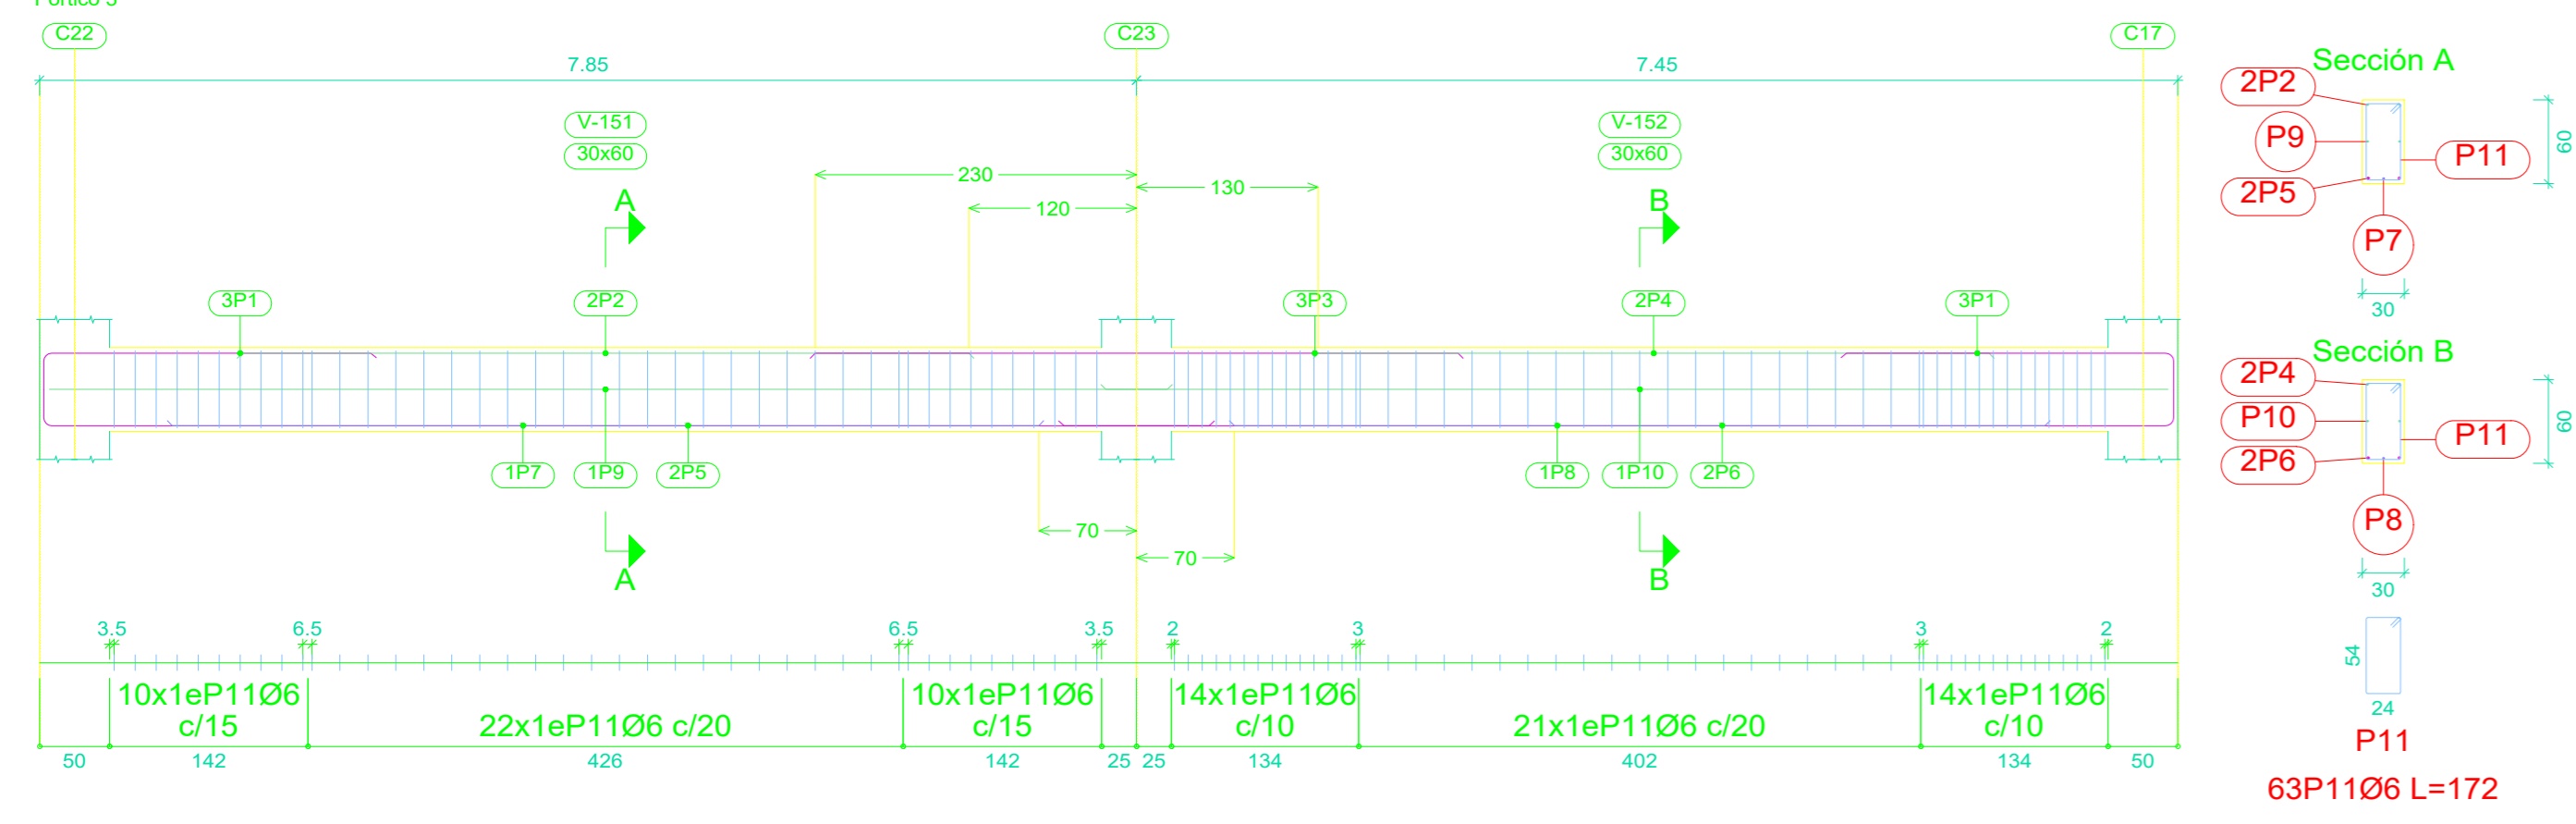 Pórtico 3
C22
C23
C17
7.85
7.45
V-151
30x60
V-152
30x60
230
130
120
A
B
3P1
2P2
3P3
2P4
3P1
1P7
1P9
2P5
1P8
1P10
2P6
70
70
A
B
3.5
6.5
6.5
3.5
2
3
3
2
10x1eP11Ø6
c/15
22x1eP11Ø6 c/20
10x1eP11Ø6
c/15
14x1eP11Ø6
c/10
21x1eP11Ø6 c/20
14x1eP11Ø6
c/10
50
142
426
142
25
25
134
402
134
50
Sección A
2P2
P9
P11
2P5
P7
60
30
Sección B
2P4
P10
P11
2P6
P8
60
30
54
24
P11
63P11Ø6 L=172